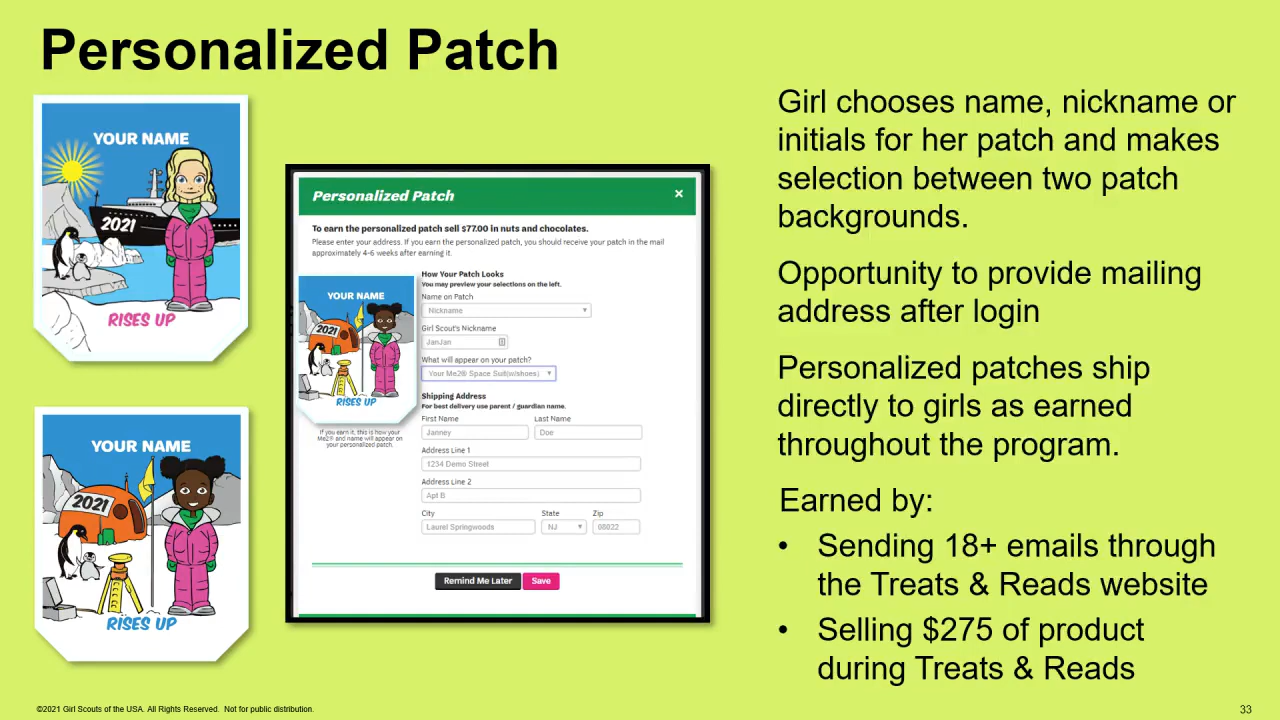 Personalized Patch
YOUR NAME
2021
RISES UP
YOUR NAME
2021
RISES UP
Personalized Patch
×
To earn the personalized patch sell $77.00 in nuts and chocolates.
Please enter your address. If you earn the personalized patch, you should receive your patch in the mail
approximately 4-6 weeks after earning it.
YOUR NAME
2021
RISES UP
If you earn it, this is how your
Me2® and name will appear on
your personalized patch.
How Your Patch Looks
You may preview your selections on the left.
Name on Patch
Nickname
Girl Scout's Nickname
JanJan
What will appear on your patch?
Your Me2® Space Suit(w/shoes)
Shipping Address
For best delivery use parent / guardian name.
First Name Last Name
Janney Doe
Address Line 1
1234 Demo Street
Address Line 2
Apt B
City State Zip
Laurel Springwoods NJ 08022
Remind Me Later Save
Girl chooses name, nickname or
initials for her patch and makes
selection between two patch
backgrounds.
Opportunity to provide mailing
address after login
Personalized patches ship
directly to girls as earned
throughout the program.
Earned by:
• Sending 18+ emails through
the Treats & Reads website
• Selling $275 of product
during Treats & Reads
©2021 Girl Scouts of the USA. All Rights Reserved. Not for public distribution.
33